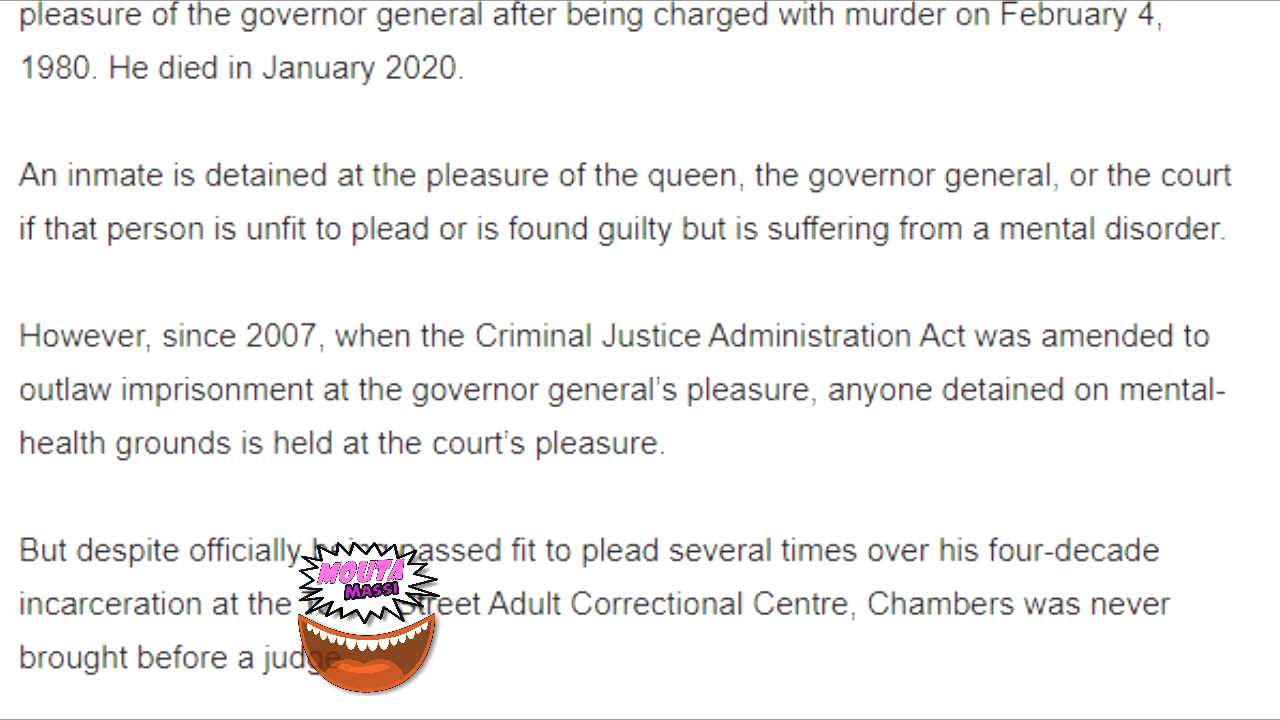 pleasure of the governor general after being charged with murder on February 4,
1980. He died in January 2020.
An inmate is detained at the pleasure of the queen, the governor general, or the court
if that person is unfit to plead or is found guilty but is suffering from a mental disorder.
However, since 2007, when the Criminal Justice Administration Act was amended to
outlaw imprisonment at the governor general’s pleasure, anyone detained on mental-
health grounds is held at the court’s pleasure.
But despite officially being passed fit to plead several times over his four-decade
incarceration at the Street Adult Correctional Centre, Chambers was never
brought before a judge
MOUTA
MASSI